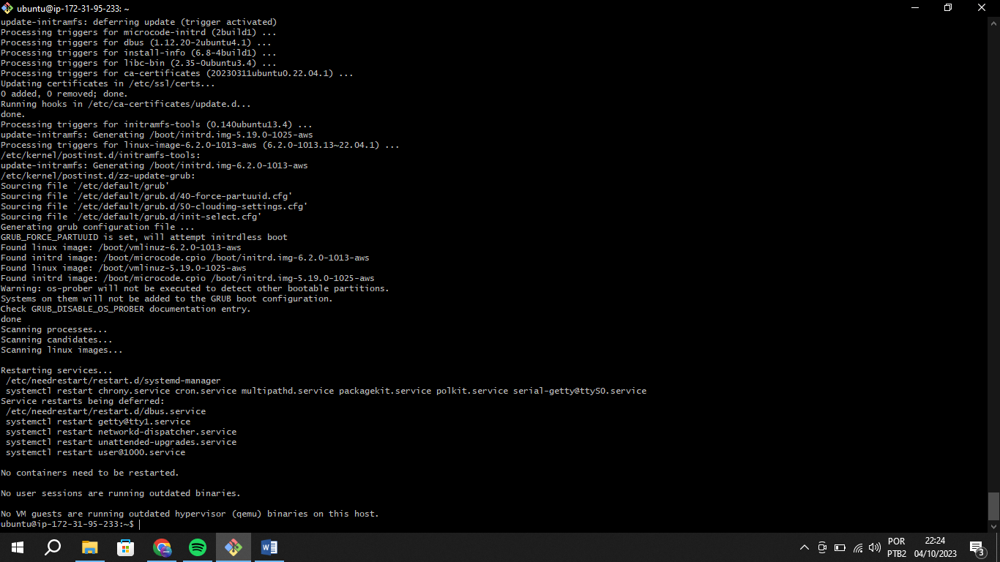 ubuntu@ip-172-31-95-233: ~
update-initramfs: deferring update (trigger activated)
Processing triggers for microcode-initrd (2build1) ...
Processing triggers for dbus (1.12.20-2ubuntu4.1) ...
Processing triggers for install-info (6.8-4build1) ...
Processing triggers for libc-bin (2.35-0ubuntu3.4) ...
Processing triggers for ca-certificates (20230311ubuntu0.22.04.1) ...
Updating certificates in /etc/ssl/certs...
0 added, 0 removed; done.
Running hooks in /etc/ca-certificates/update.d...
done.
Processing triggers for initramfs-tools (0.140ubuntu13.4) ...
update-initramfs: Generating /boot/initrd.img-5.19.0-1025-aws
Processing triggers for linux-image-6.2.0-1013-aws (6.2.0-1013.13~22.04.1) ...
/etc/kernel/postinst.d/initramfs-tools:
update-initramfs: Generating /boot/initrd.img-6.2.0-1013-aws
/etc/kernel/postinst.d/zz-update-grub:
Sourcing file `/etc/default/grub'
Sourcing file `/etc/default/grub.d/40-force-partuuid.cfg'
Sourcing file `/etc/default/grub.d/50-cloudimg-settings.cfg'
Sourcing file `/etc/default/grub.d/init-select.cfg'
Generating grub configuration file ...
GRUB_FORCE_PARTUUID is set, will attempt initrdless boot
Found linux image: /boot/vmlinuz-6.2.0-1013-aws
Found initrd image: /boot/microcode.cpio /boot/initrd.img-6.2.0-1013-aws
Found linux image: /boot/vmlinuz-5.19.0-1025-aws
Found initrd image: /boot/microcode.cpio /boot/initrd.img-5.19.0-1025-aws
Warning: os-prober will not be executed to detect other bootable partitions.
Systems on them will not be added to the GRUB boot configuration.
Check GRUB_DISABLE_OS_PROBER documentation entry.
done
Scanning processes...
Scanning candidates...
Scanning linux images...
Restarting services...
/etc/needrestart/restart.d/systemd-manager
systemctl restart chrony.service cron.service multipathd.service packagekit.service polkit.service serial-getty@ttyS0.service
Service restarts being deferred:
/etc/needrestart/restart.d/dbus.service
systemctl restart getty@tty1.service
systemctl restart networkd-dispatcher.service
systemctl restart unattended-upgrades.service
systemctl restart user@1000.service
No containers need to be restarted.
No user sessions are running outdated binaries.
No VM guests are running outdated hypervisor (qemu) binaries on this host.
ubuntu@ip-172-31-95-233:~$
POR
PTB2
22:24
04/10/2023
3